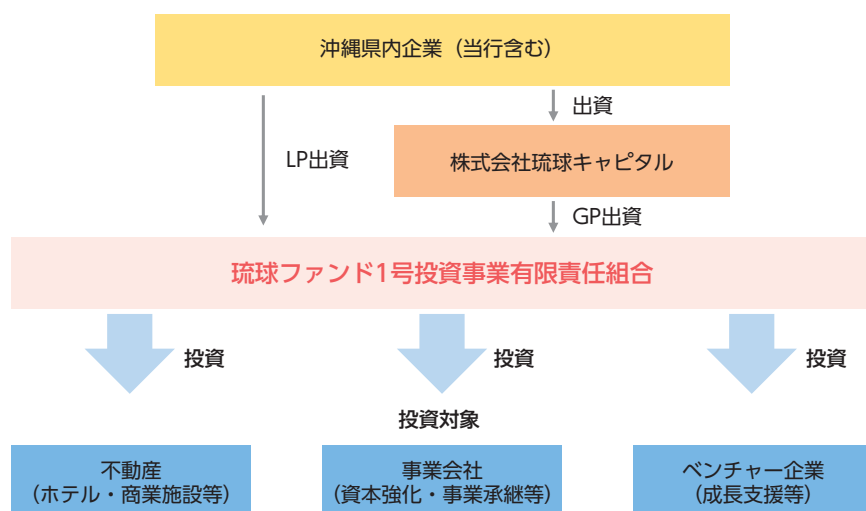 沖縄県内企業（当行含む）
出資
LP出資
株式会社琉球キャピタル
GP出資
琉球ファンド1号投資事業有限責任組合
投資
投資
投資
投資対象
不動産
（ホテル・商業施設等）
事業会社
（資本強化・事業承継等）
ベンチャー企業
（成長支援等）